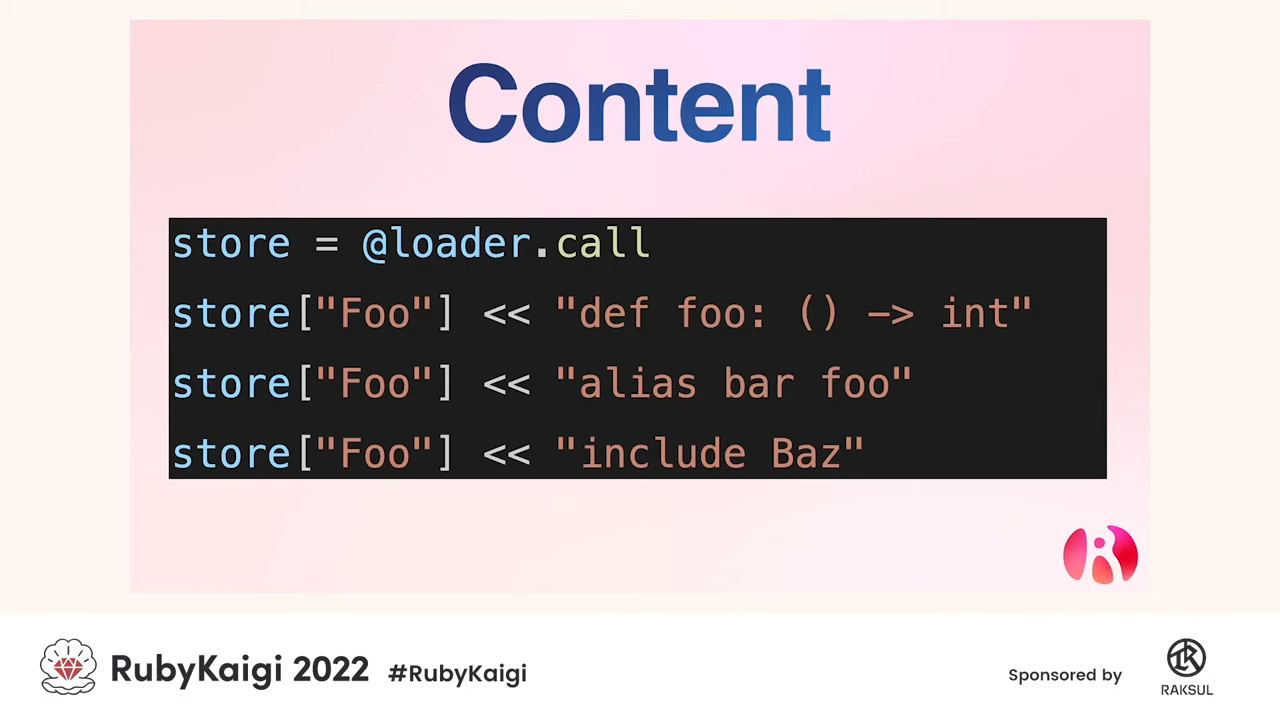 Content
store = @loader.call
store["Foo"] << "def foo: () -> int"
store["Foo"] << "alias bar foo"
store["Foo"] << "include Baz"
RubyKaigi 2022 #RubyKaigi
Sponsored by
RAKSUL